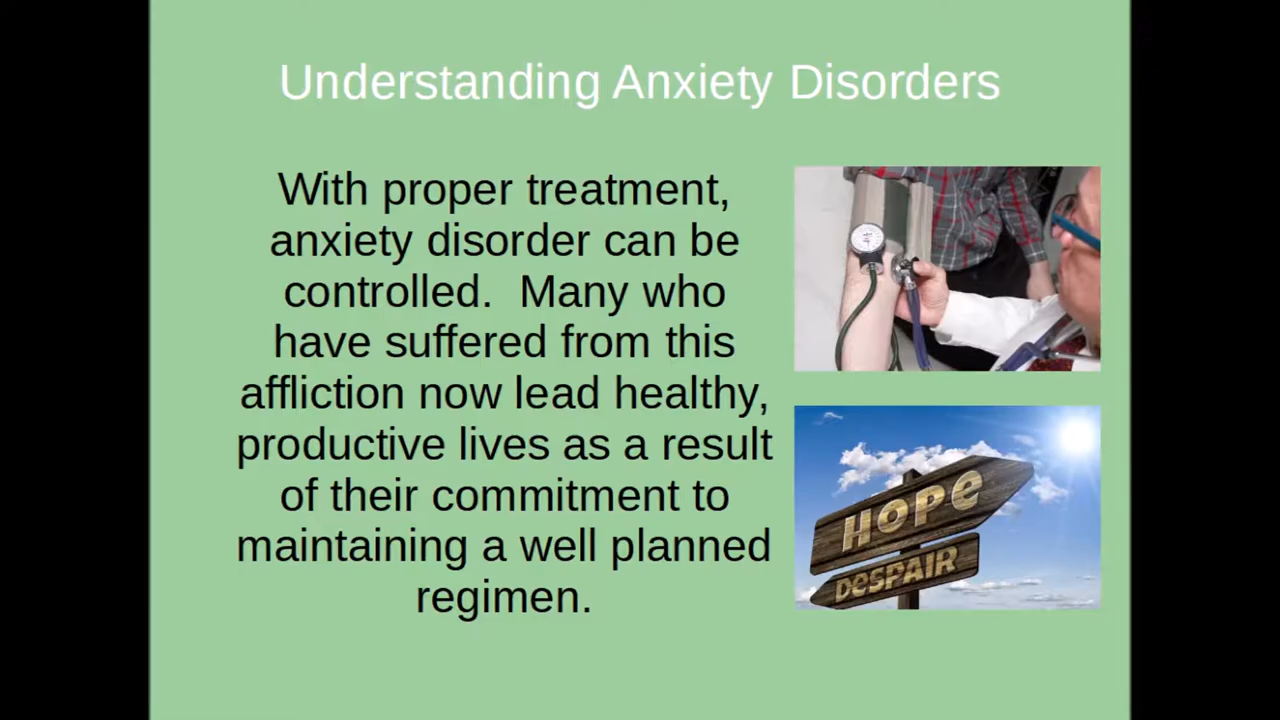 Understanding Anxiety Disorders
With proper treatment,
anxiety disorder can be
controlled.  Many who
have suffered from this
affliction now lead healthy,
productive lives as a result
of their commitment to
maintaining a well planned
regimen.
HOPE
DESPAIR